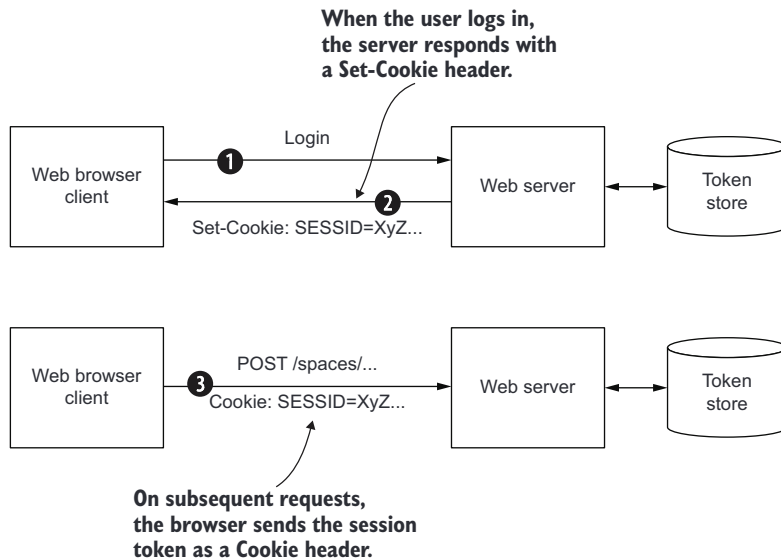 When the user logs in,
the server responds with
a Set-Cookie header.
Login
1
Web browser
client
Web server
Token
store
2
Set-Cookie: SESSID=XyZ...
POST /spaces/...
Web browser
client
3
Web server
Token
store
Cookie: SESSID=XyZ...
On subsequent requests,
the browser sends the session
token as a Cookie header.